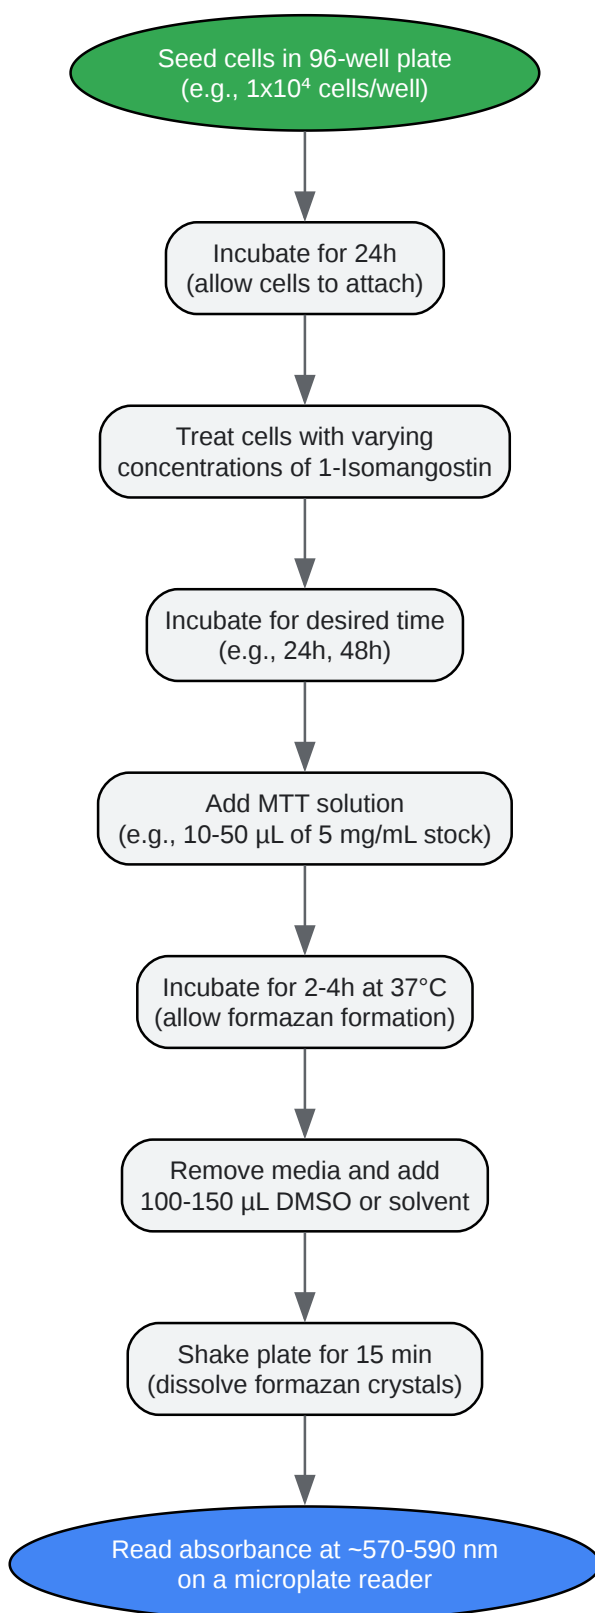 Seed cells in 96-well plate
(e.g., 1x10⁴ cells/well)
Incubate for 24h
(allow cells to attach)
Treat cells with varying
concentrations of 1-Isomangostin
Incubate for desired time
(e.g., 24h, 48h)
Add MTT solution
(e.g., 10-50 µL of 5 mg/mL stock)
Incubate for 2-4h at 37°C
(allow formazan formation)
Remove media and add
100-150 µL DMSO or solvent
Shake plate for 15 min
(dissolve formazan crystals)
Read absorbance at ~570-590 nm
on a microplate reader